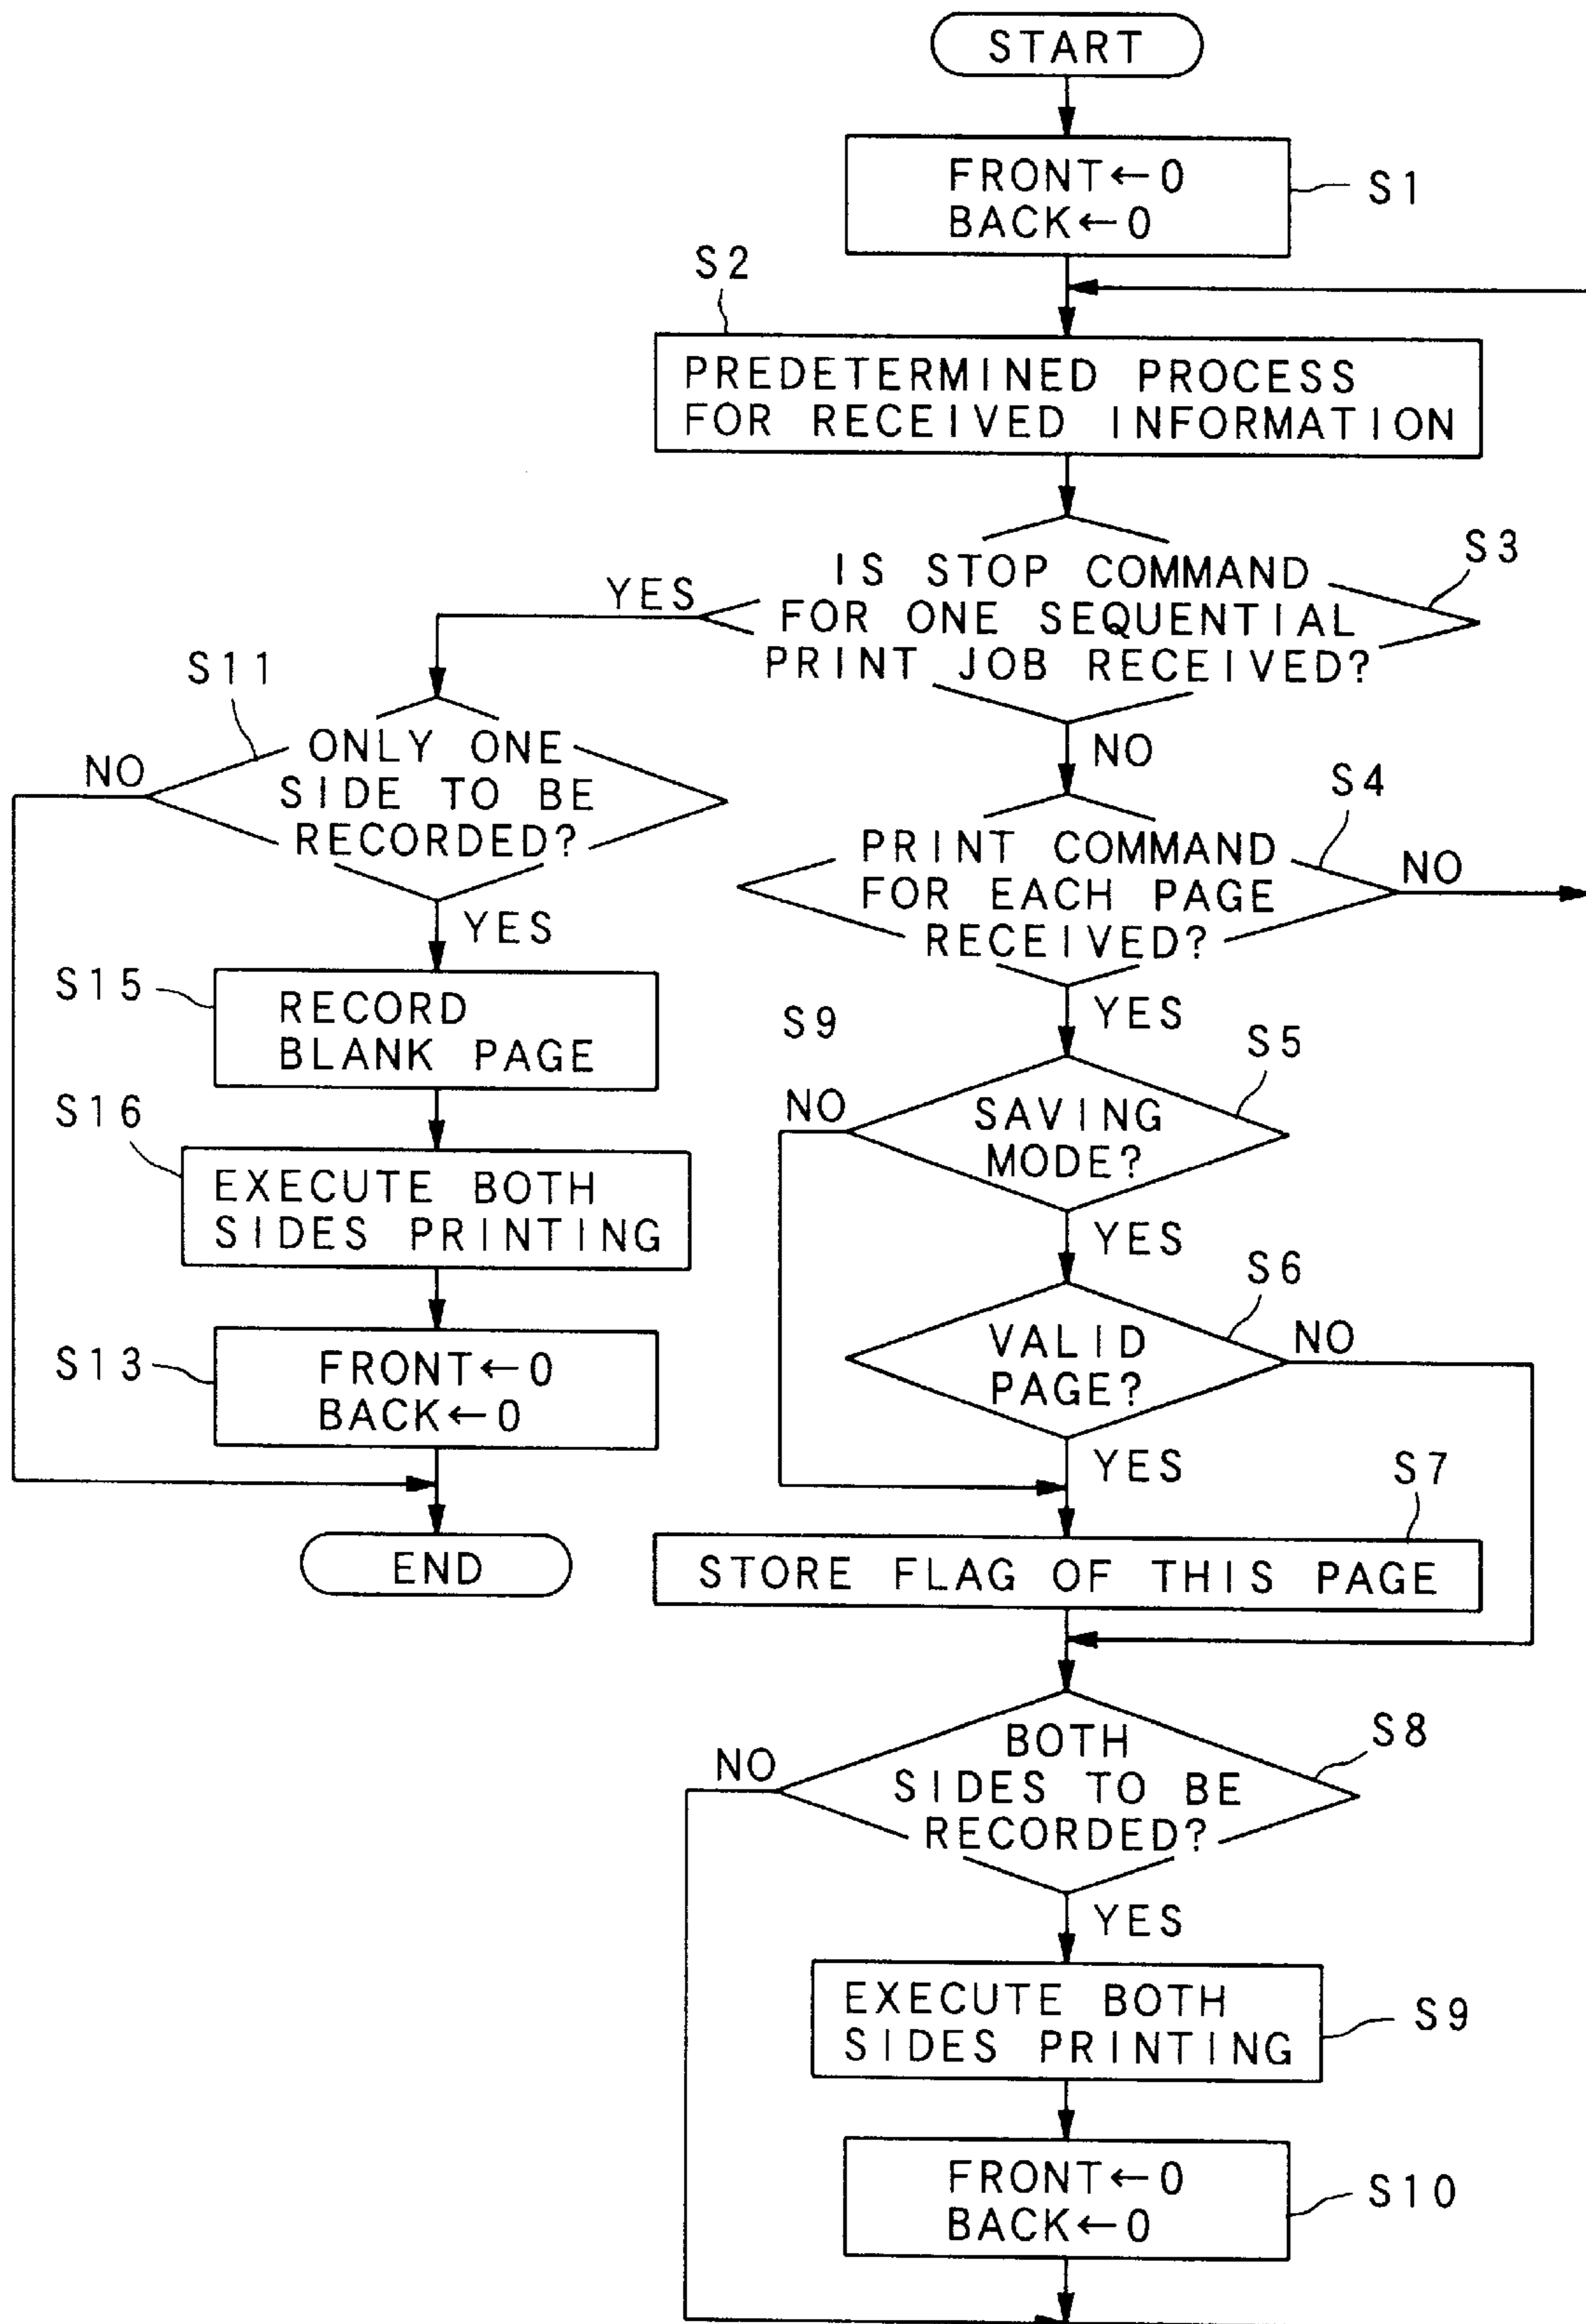 START
FRONT←0
BACK←0
S1
S2
PREDETERMINED PROCESS
FOR RECEIVED INFORMATION
IS STOP COMMAND
FOR ONE SEQUENTIAL
PRINT JOB RECEIVED?
S3
YES
NO
S11
ONLY ONE
SIDE TO BE
RECORDED?
NO
YES
S15
RECORD
BLANK PAGE
S16
EXECUTE BOTH
SIDES PRINTING
S13
FRONT←0
BACK←0
END
PRINT COMMAND
FOR EACH PAGE
RECEIVED?
S4
NO
YES
S9
SAVING
MODE?
S5
NO
YES
VALID
PAGE?
S6
NO
YES
S7
STORE FLAG OF THIS PAGE
BOTH
SIDES TO BE
RECORDED?
S8
NO
YES
EXECUTE BOTH
SIDES PRINTING
S9
FRONT←0
BACK←0
S10